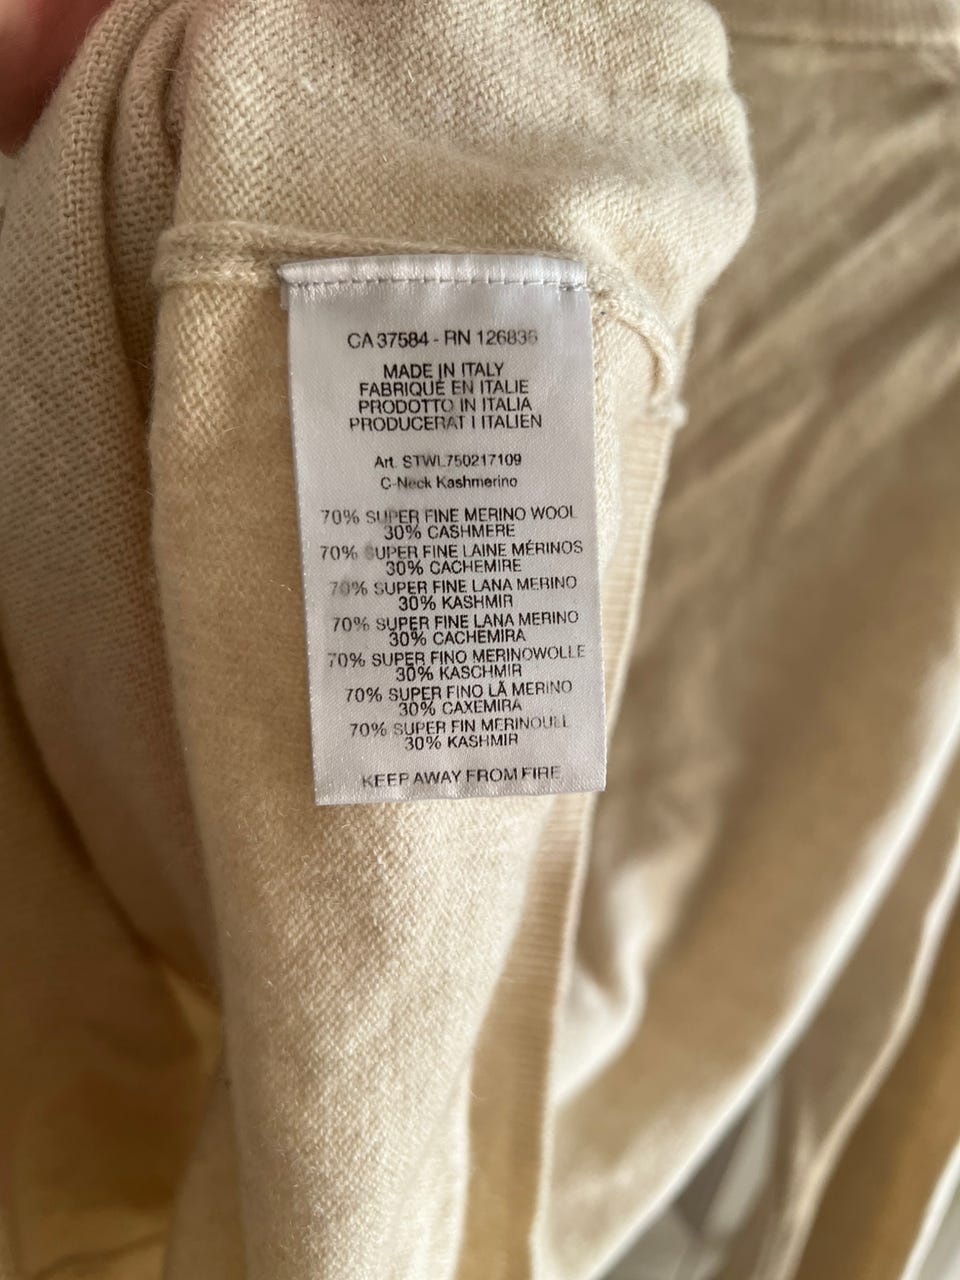 CA 37584 - RN 126836
MADE IN ITALY
FABRIQUÉ EN ITALIE
PRODOTTO IN ITALIA
PRODUCERAT I ITALIEN
Art. STWL750217109
C-Neck Kashmerino
70% SUPER FINE MERINO WOOL
30% CASHMERE
70% SUPER FINE LAINE MÉRINOS
30% CACHEMIRE
70% SUPER FINE LANA MERINO
30% KASHMIR
70% SUPER FINE LANA MERINO
30% CACHEMIRA
70% SUPER FINO MERINOWOLLE
30% KASCHMIR
70% SUPER FINO LÃ MERINO
30% CAXEMIRA
70% SUPER FIN MERINOULL
30% KASHMIR
KEEP AWAY FROM FIRE